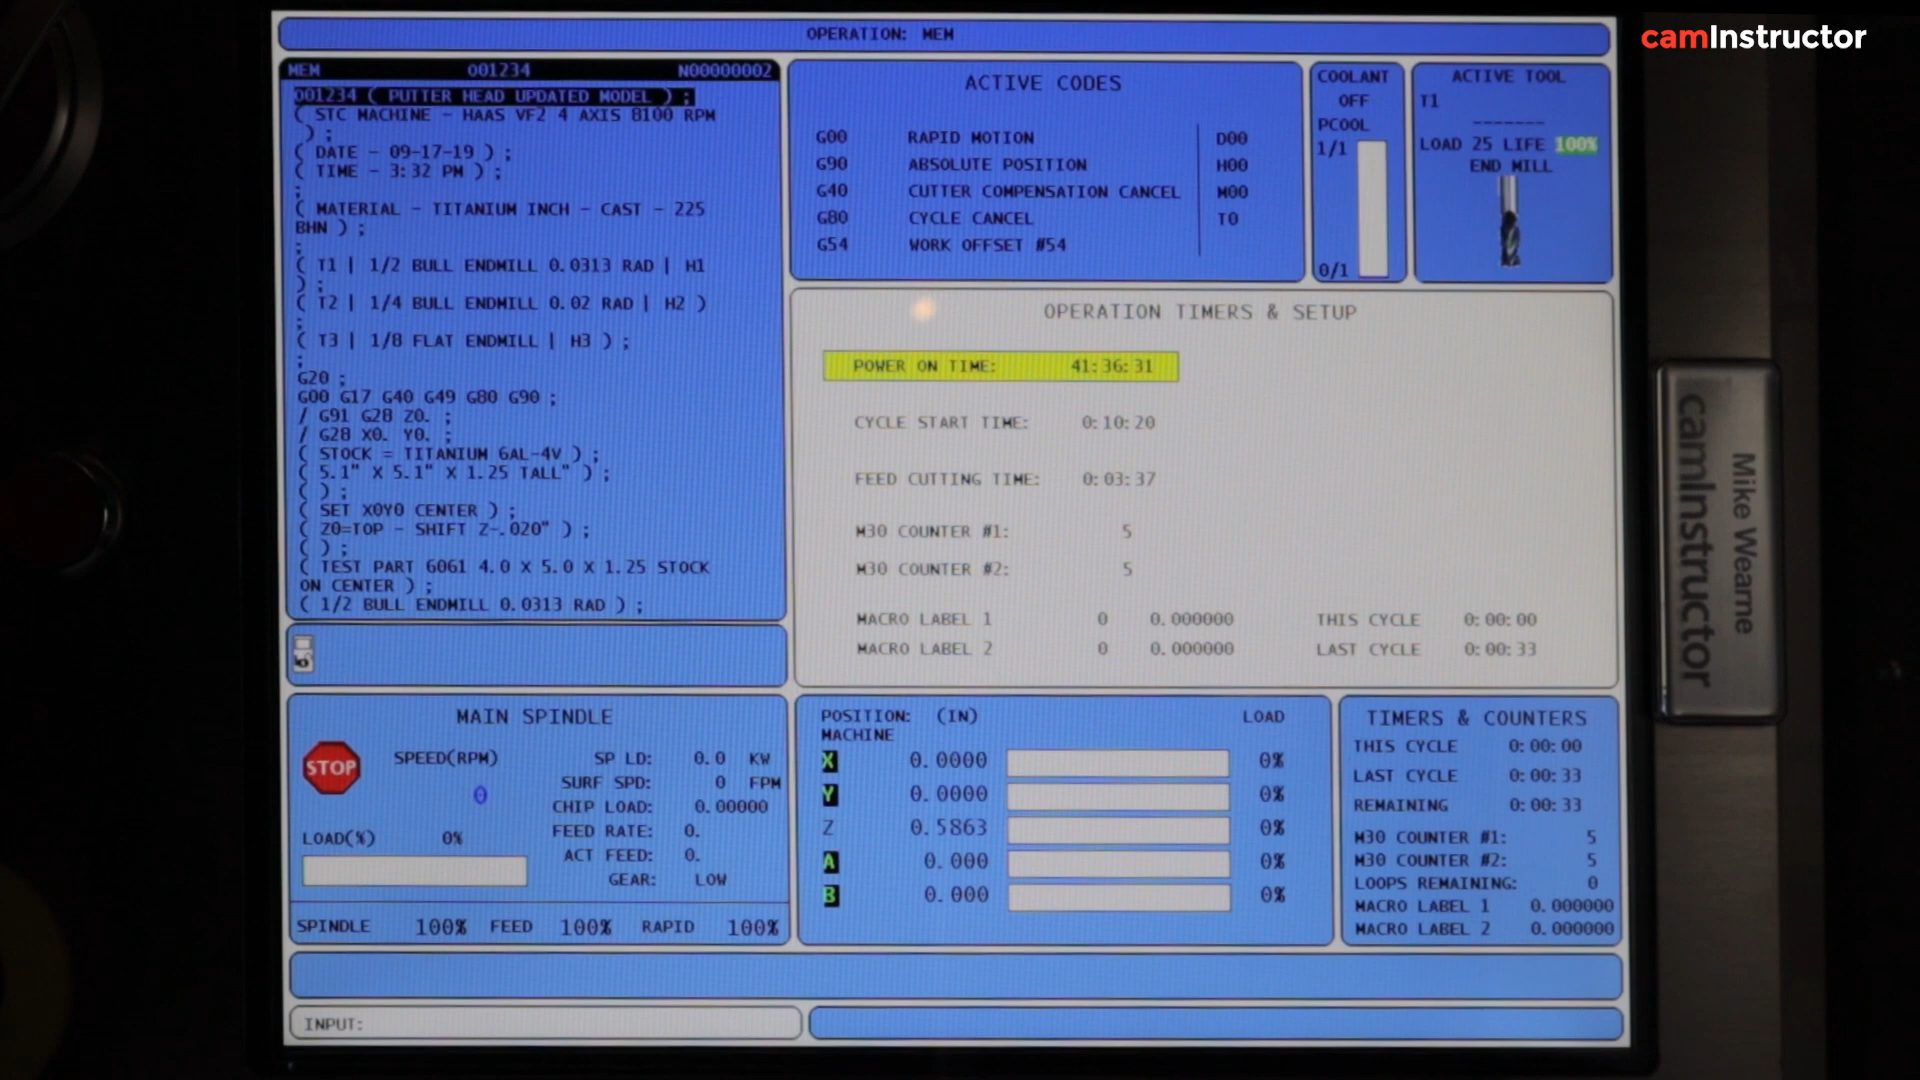 camInstructor
OPERATION: MEM
MEM O01234 N00000002
O01234 ( PUTTER HEAD UPDATED MODEL ) ;
( STC MACHINE - HAAS VF2 4 AXIS 8100 RPM
) ;
( DATE - 09-17-19 ) ;
( TIME - 3:32 PM ) ;
;
( MATERIAL - TITANIUM INCH - CAST - 225
BHN ) ;
;
( T1 | 1/2 BULL ENDMILL 0.0313 RAD | H1
) ;
( T2 | 1/4 BULL ENDMILL 0.02 RAD | H2 )
;
( T3 | 1/8 FLAT ENDMILL | H3 ) ;
;
G20 ;
G00 G17 G40 G49 G80 G90 ;
/ G91 G28 Z0. ;
/ G28 X0. Y0. ;
( STOCK = TITANIUM 6AL-4V ) ;
( 5.1" X 5.1" X 1.25 TALL" ) ;
( ) ;
( SET X0Y0 CENTER ) ;
( Z0=TOP - SHIFT Z-.020" ) ;
( ) ;
( TEST PART 6061 4.0 X 5.0 X 1.25 STOCK
ON CENTER ) ;
( 1/2 BULL ENDMILL 0.0313 RAD ) ;
ACTIVE CODES
G00 RAPID MOTION D00
G90 ABSOLUTE POSITION H00
G40 CUTTER COMPENSATION CANCEL M00
G80 CYCLE CANCEL T0
G54 WORK OFFSET #54
COOLANT
OFF
PCOOL
1/1
0/1
ACTIVE TOOL
T1
-------
LOAD 25 LIFE 100%
END MILL
OPERATION TIMERS & SETUP
POWER ON TIME: 41:36:31
CYCLE START TIME: 0:10:20
FEED CUTTING TIME: 0:03:37
M30 COUNTER #1: 5
M30 COUNTER #2: 5
MACRO LABEL 1 0 0.000000 THIS CYCLE 0:00:00
MACRO LABEL 2 0 0.000000 LAST CYCLE 0:00:33
MAIN SPINDLE
STOP
SPEED(RPM)
0
LOAD(%) 0%
SP LD: 0.0 KW
SURF SPD: 0 FPM
CHIP LOAD: 0.00000
FEED RATE: 0.
ACT FEED: 0.
GEAR: LOW
SPINDLE 100% FEED 100% RAPID 100%
POSITION: (IN) LOAD
MACHINE
X 0.0000 0%
Y 0.0000 0%
Z 0.5863 0%
A 0.000 0%
B 0.000 0%
TIMERS & COUNTERS
THIS CYCLE 0:00:00
LAST CYCLE 0:00:33
REMAINING 0:00:33
M30 COUNTER #1: 5
M30 COUNTER #2: 5
LOOPS REMAINING: 0
MACRO LABEL 1 0.000000
MACRO LABEL 2 0.000000
INPUT:
Mike Wearne
camInstructor